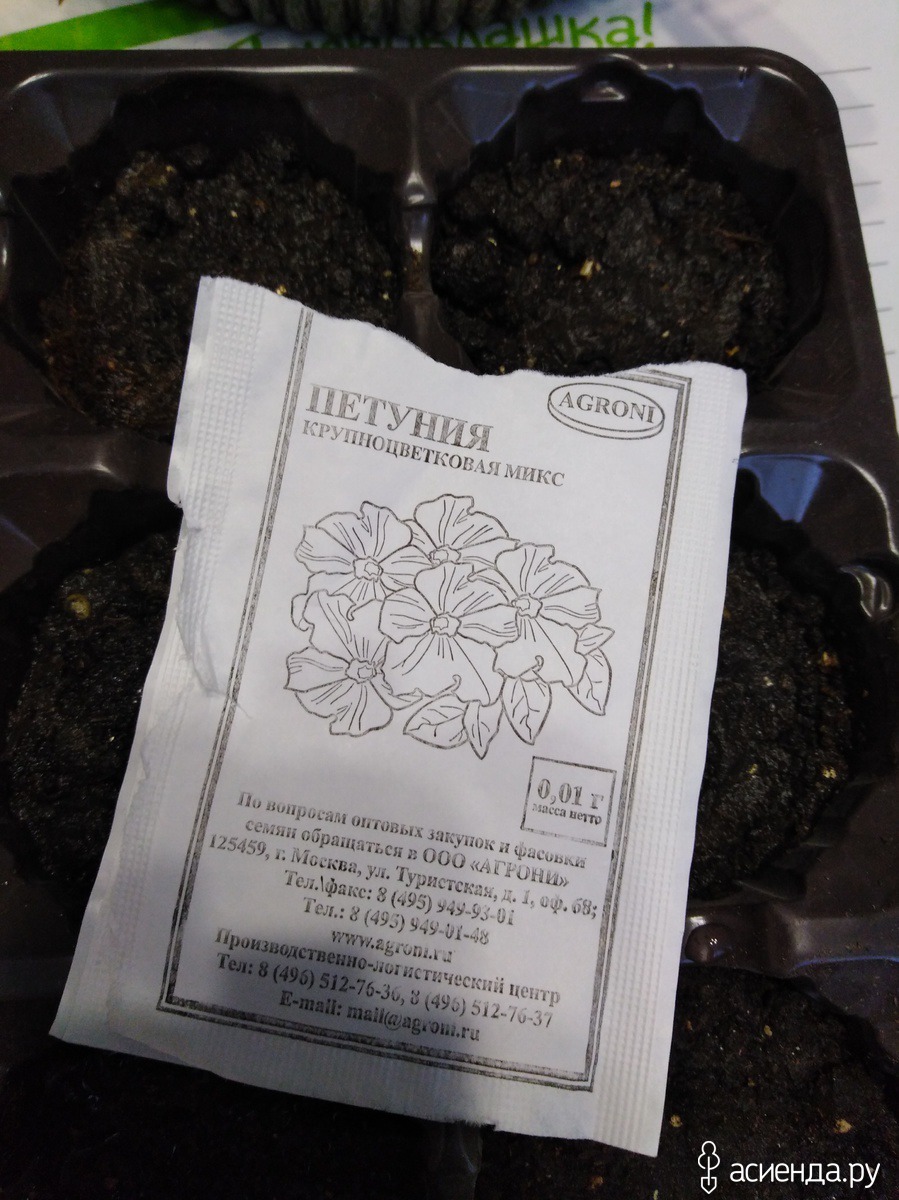 ПЕТУНИЯ
AGRONI
КРУПНОЦВЕТКОВАЯ МИКС
0,01 г
масса нетто
По вопросам оптовых закупок и фасовки
семян обращаться в ООО «АГРОНИ»
125459, г. Москва, ул. Туристская, д. 1, оф. 68;
Тел.\факс: 8 (495) 949-93-01
Тел.: 8 (495) 949-01-48
www.agroni.ru
Производственно-логистический центр
Тел: 8 (496) 512-76-36, 8 (496) 512-76-37
E-mail: mail@agroni.ru
асиенда.ру